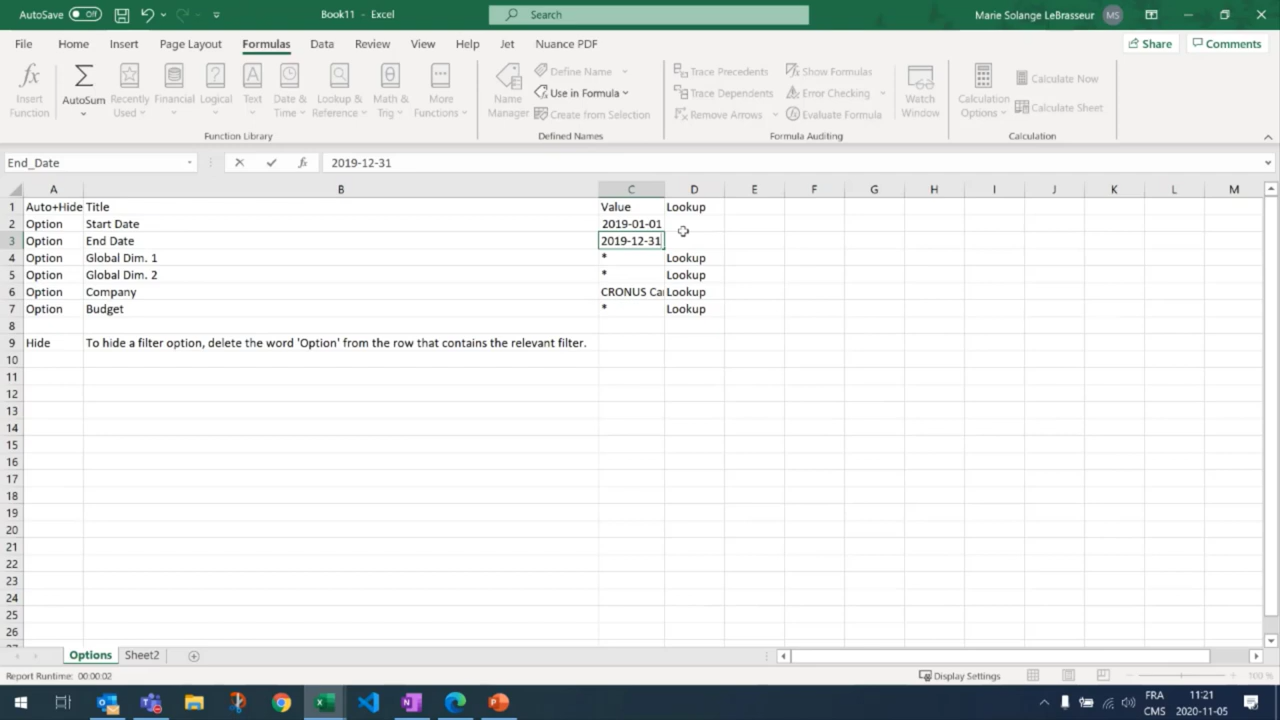 AutoSave Off Book11 - Excel Search Marie Solange LeBrasseur MS
File Home Insert Page Layout Formulas Data Review View Help Jet Nuance PDF Share Comments
Insert Function
AutoSum
Recently Used
Financial
Logical
Text
Date & Time
Lookup & Reference
Math & Trig
More Functions
Function Library
Name Manager
Define Name
Use in Formula
Create from Selection
Defined Names
Trace Precedents
Trace Dependents
Remove Arrows
Show Formulas
Error Checking
Evaluate Formula
Formula Auditing
Watch Window
Calculation Options
Calculate Now
Calculate Sheet
Calculation
End_Date fx 2019-12-31
A B C D E F G H I J K L M
1 Auto+Hide Title Value Lookup
2 Option Start Date 2019-01-01
3 Option End Date 2019-12-31
4 Option Global Dim. 1 * Lookup
5 Option Global Dim. 2 * Lookup
6 Option Company CRONUS Ca Lookup
7 Option Budget * Lookup
8
9 Hide To hide a filter option, delete the word 'Option' from the row that contains the relevant filter.
10
11
12
13
14
15
16
17
18
19
20
21
22
23
24
25
26
Options Sheet2
Report Runtime: 00:00:02 Display Settings 100 %
FRA 11:21
CMS 2020-11-05